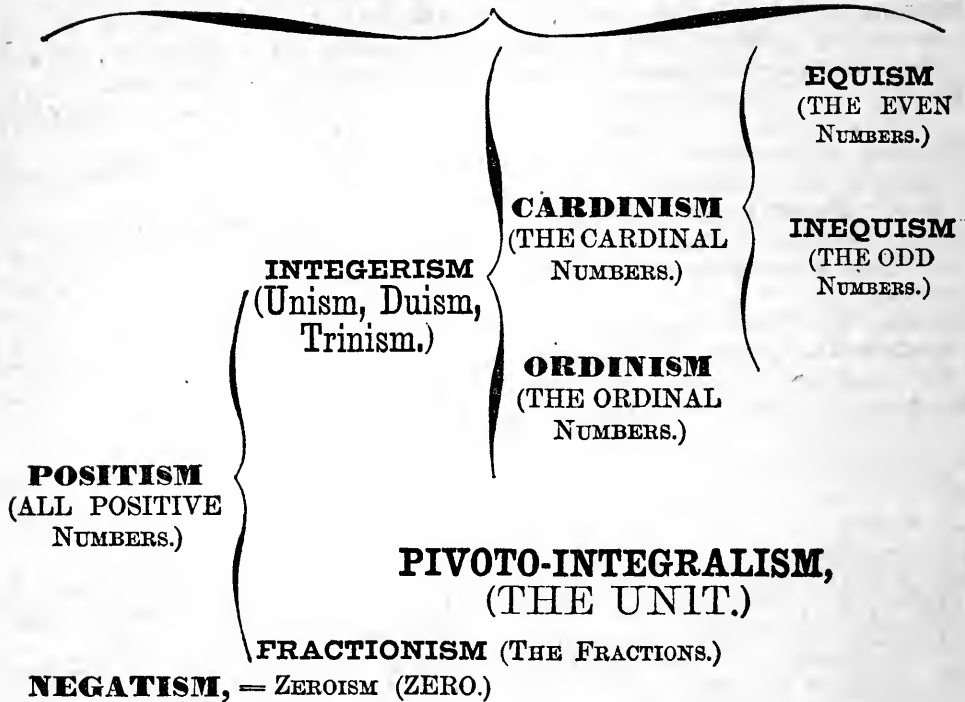 EQUISM
(THE EVEN
NUMBERS.)
CARDINISM
(THE CARDINAL
NUMBERS.)
INEQUISM
(THE ODD
NUMBERS.)
INTEGERISM
(Unism, Duism,
Trinism.)
ORDINISM
(THE ORDINAL
NUMBERS.)
POSITISM
(ALL POSITIVE
NUMBERS.)
PIVOTO-INTEGRALISM,
(THE UNIT.)
FRACTIONISM (THE FRACTIONS.)
NEGATISM, = ZEROISM (ZERO.)